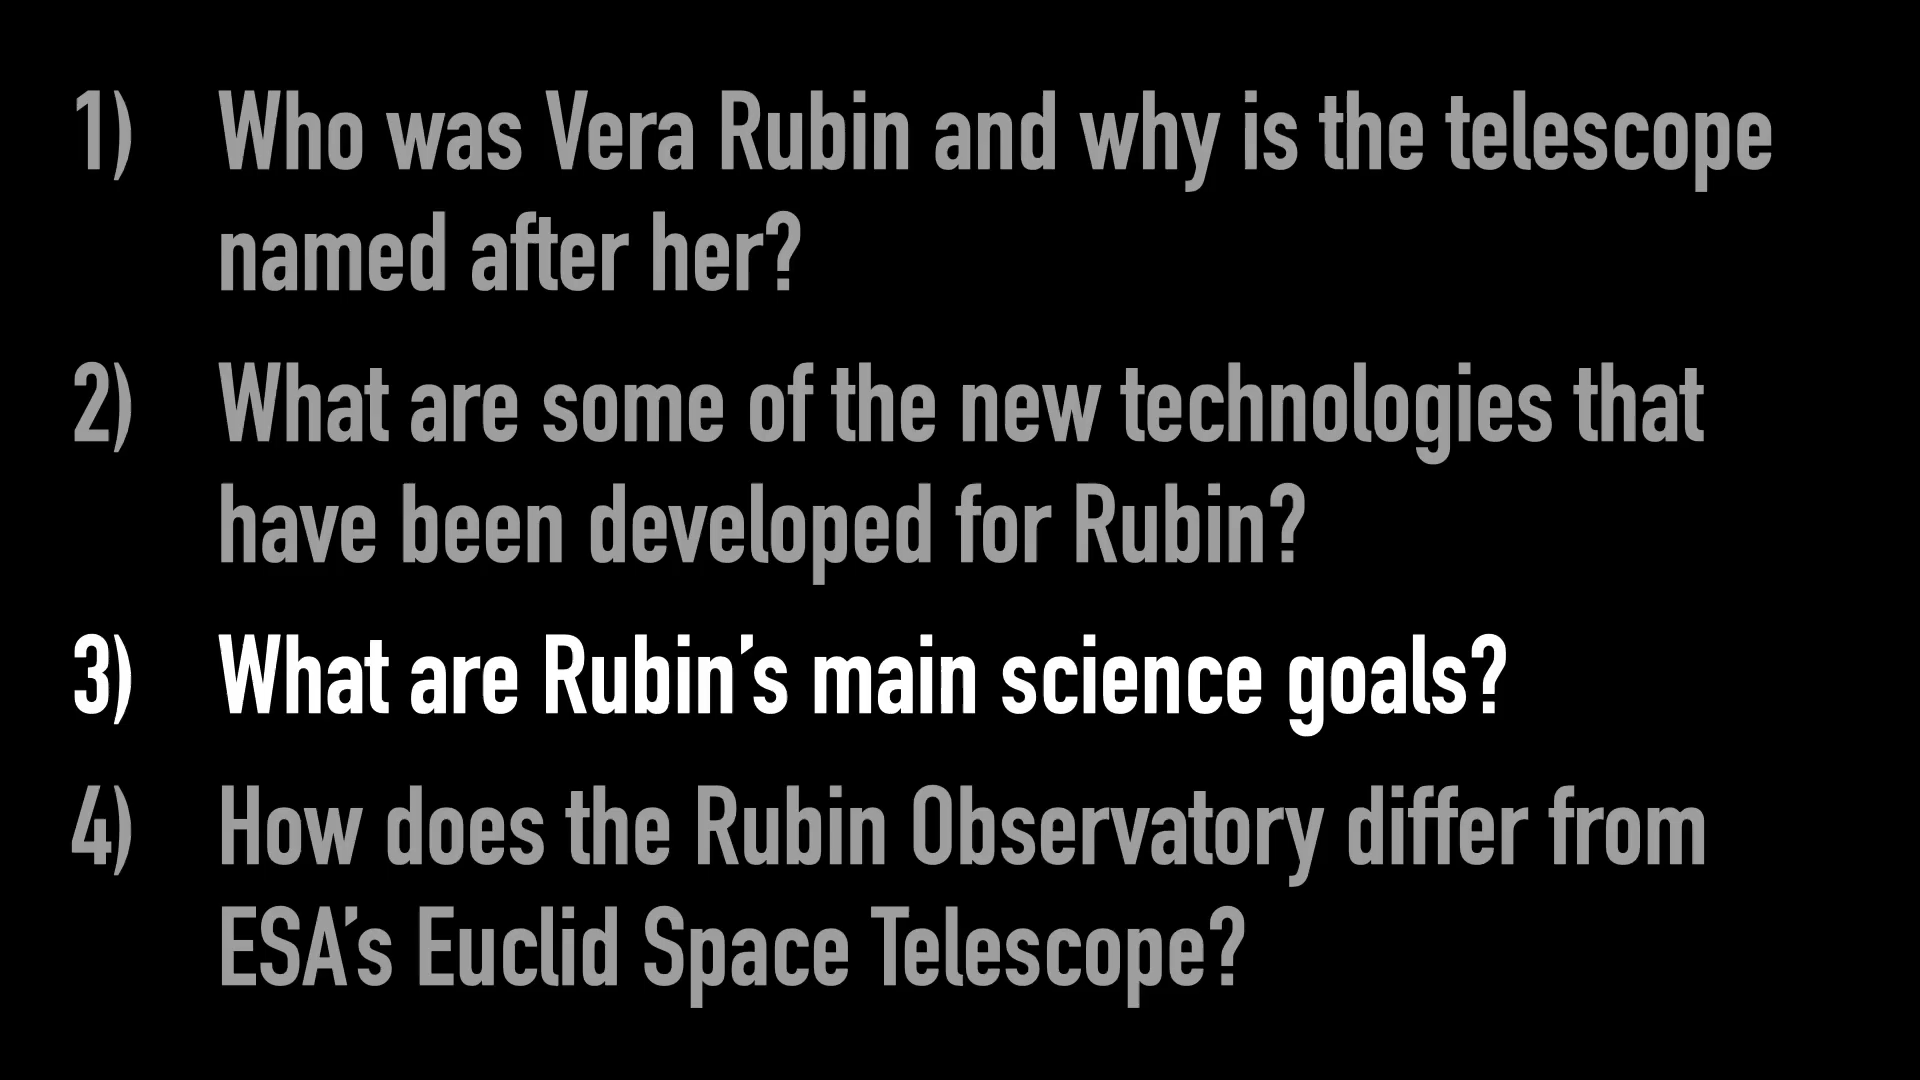 1) Who was Vera Rubin and why is the telescope
named after her?
2) What are some of the new technologies that
have been developed for Rubin?
3) What are Rubin's main science goals?
4) How does the Rubin Observatory differ from
ESA's Euclid Space Telescope?